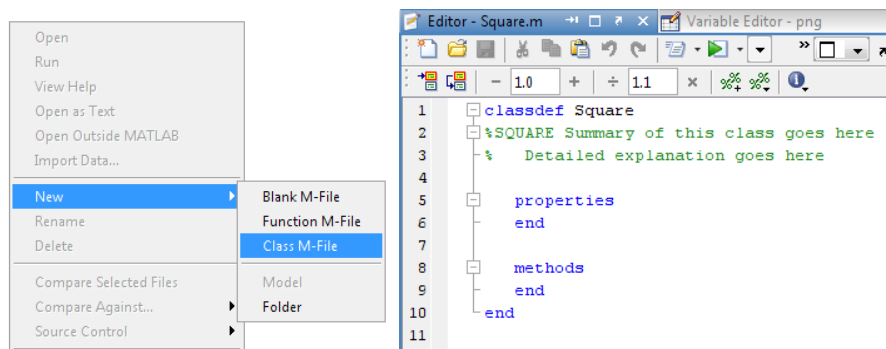 Open
Run
View Help
Open as Text
Open Outside MATLAB
Import Data...
New
Rename
Delete
Compare Selected Files
Compare Against...
Source Control
Blank M-File
Function M-File
Class M-File
Model
Folder
Editor - Square.m
Variable Editor - png
»
− 1.0 + ÷ 1.1 ×
1 classdef Square
2 %SQUARE Summary of this class goes here
3 %   Detailed explanation goes here
4
5 properties
6 end
7
8 methods
9 end
10 end
11